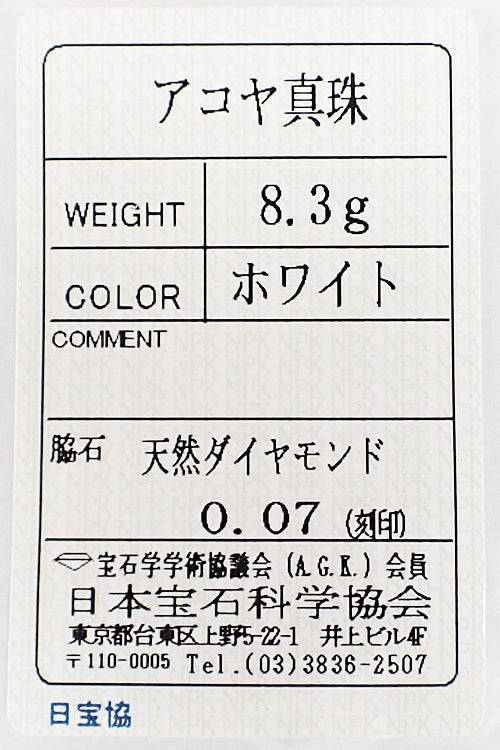 アコヤ真珠
WEIGHT 8.3g
COLOR ホワイト
COMMENT
脇石 天然ダイヤモンド
0.07 (刻印)
宝石学学術協議会 (A.G.K.) 会員
日本宝石科学協会
東京都台東区上野5-22-1 井上ビル4F
〒110-0005 Tel.(03)3836-2507
日宝協